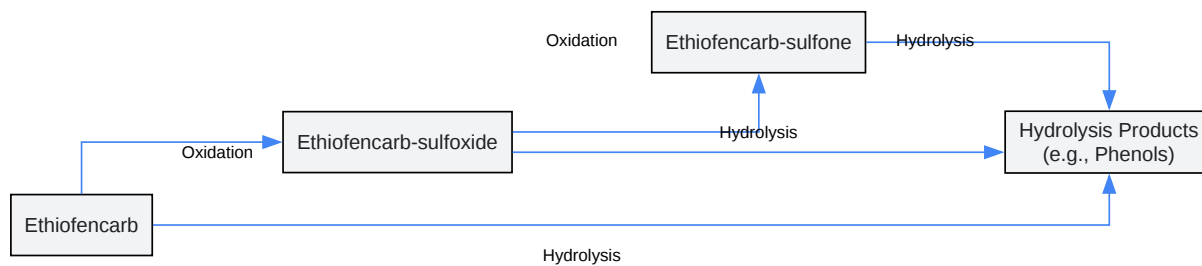 Oxidation
Ethiofencarb-sulfone
Hydrolysis
Ethiofencarb-sulfoxide
Hydrolysis
Hydrolysis Products
(e.g., Phenols)
Oxidation
Ethiofencarb
Hydrolysis